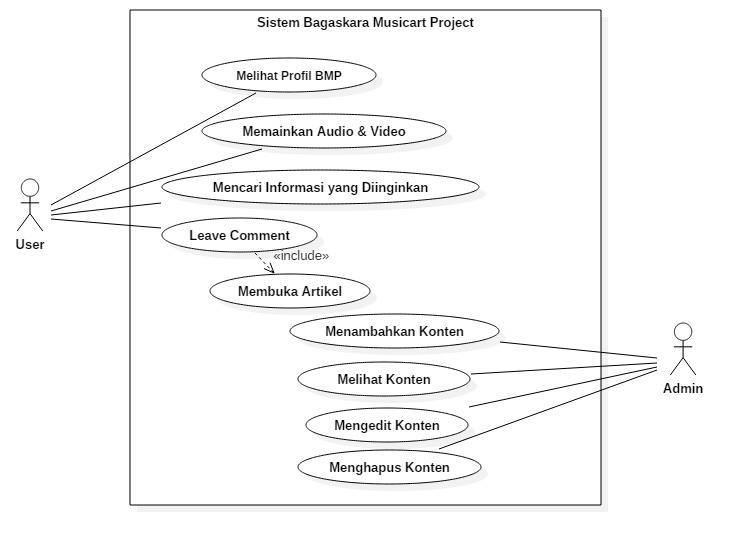 Sistem Bagaskara Musicart Project
Melihat Profil BMP
Memainkan Audio & Video
Mencari Informasi yang Diinginkan
User
Leave Comment
«include»
Membuka Artikel
Menambahkan Konten
Melihat Konten
Admin
Mengedit Konten
Menghapus Konten